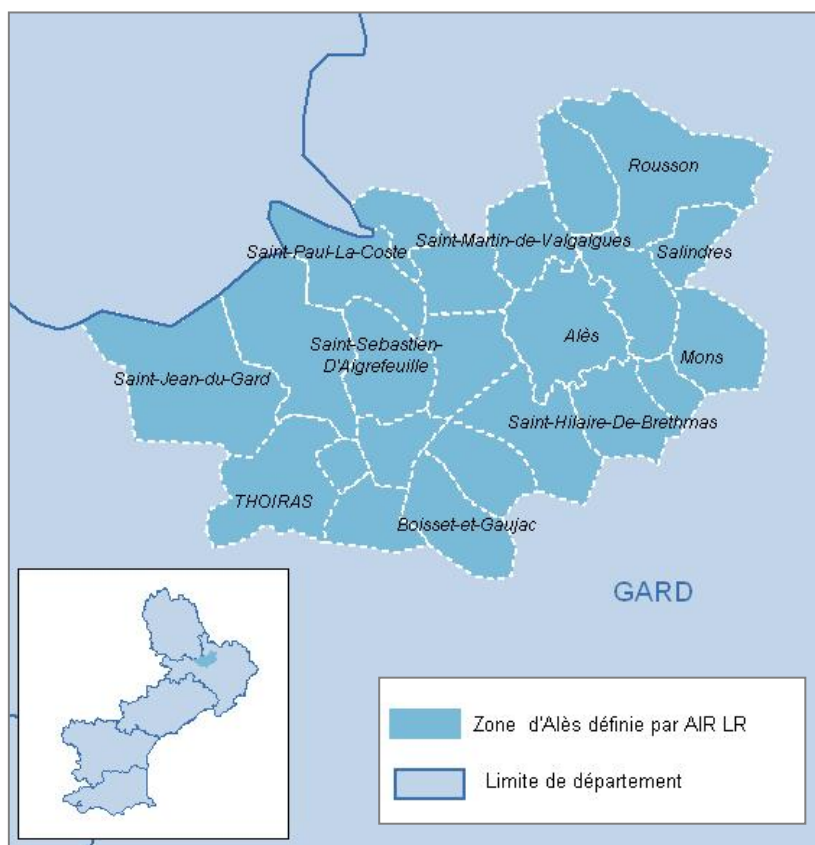 Rousson
Saint-Martin-de-Valgalgues
Saint-Paul-La-Coste
Salindres
Saint-Sebastien-
D'Aigrefeuille
Alès
Mons
Saint-Jean-du-Gard
Saint-Hilaire-De-Brethmas
THOIRAS
Boisset-et-Gaujac
GARD
Zone d'Alès définie par AIR LR
Limite de département